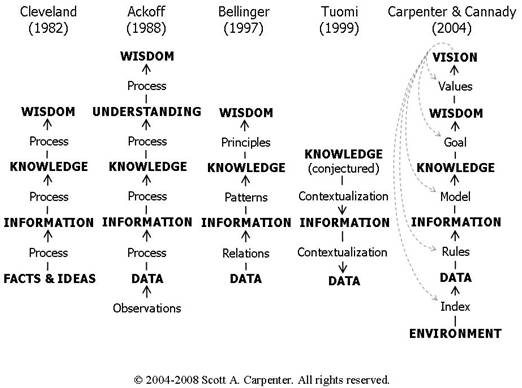 Cleveland
(1982)
WISDOM
Process
KNOWLEDGE
Process
INFORMATION
Process
FACTS & IDEAS
Ackoff
(1988)
WISDOM
Process
UNDERSTANDING
Process
KNOWLEDGE
Process
INFORMATION
Process
DATA
Observations
Bellinger
(1997)
WISDOM
Principles
KNOWLEDGE
Patterns
INFORMATION
Relations
DATA
Tuomi
(1999)
KNOWLEDGE
(conjectured)
Contextualization
INFORMATION
Contextualization
DATA
Carpenter & Cannady
(2004)
VISION
Values
WISDOM
Goal
KNOWLEDGE
Model
INFORMATION
Rules
DATA
Index
ENVIRONMENT
© 2004-2008 Scott A. Carpenter. All rights reserved.